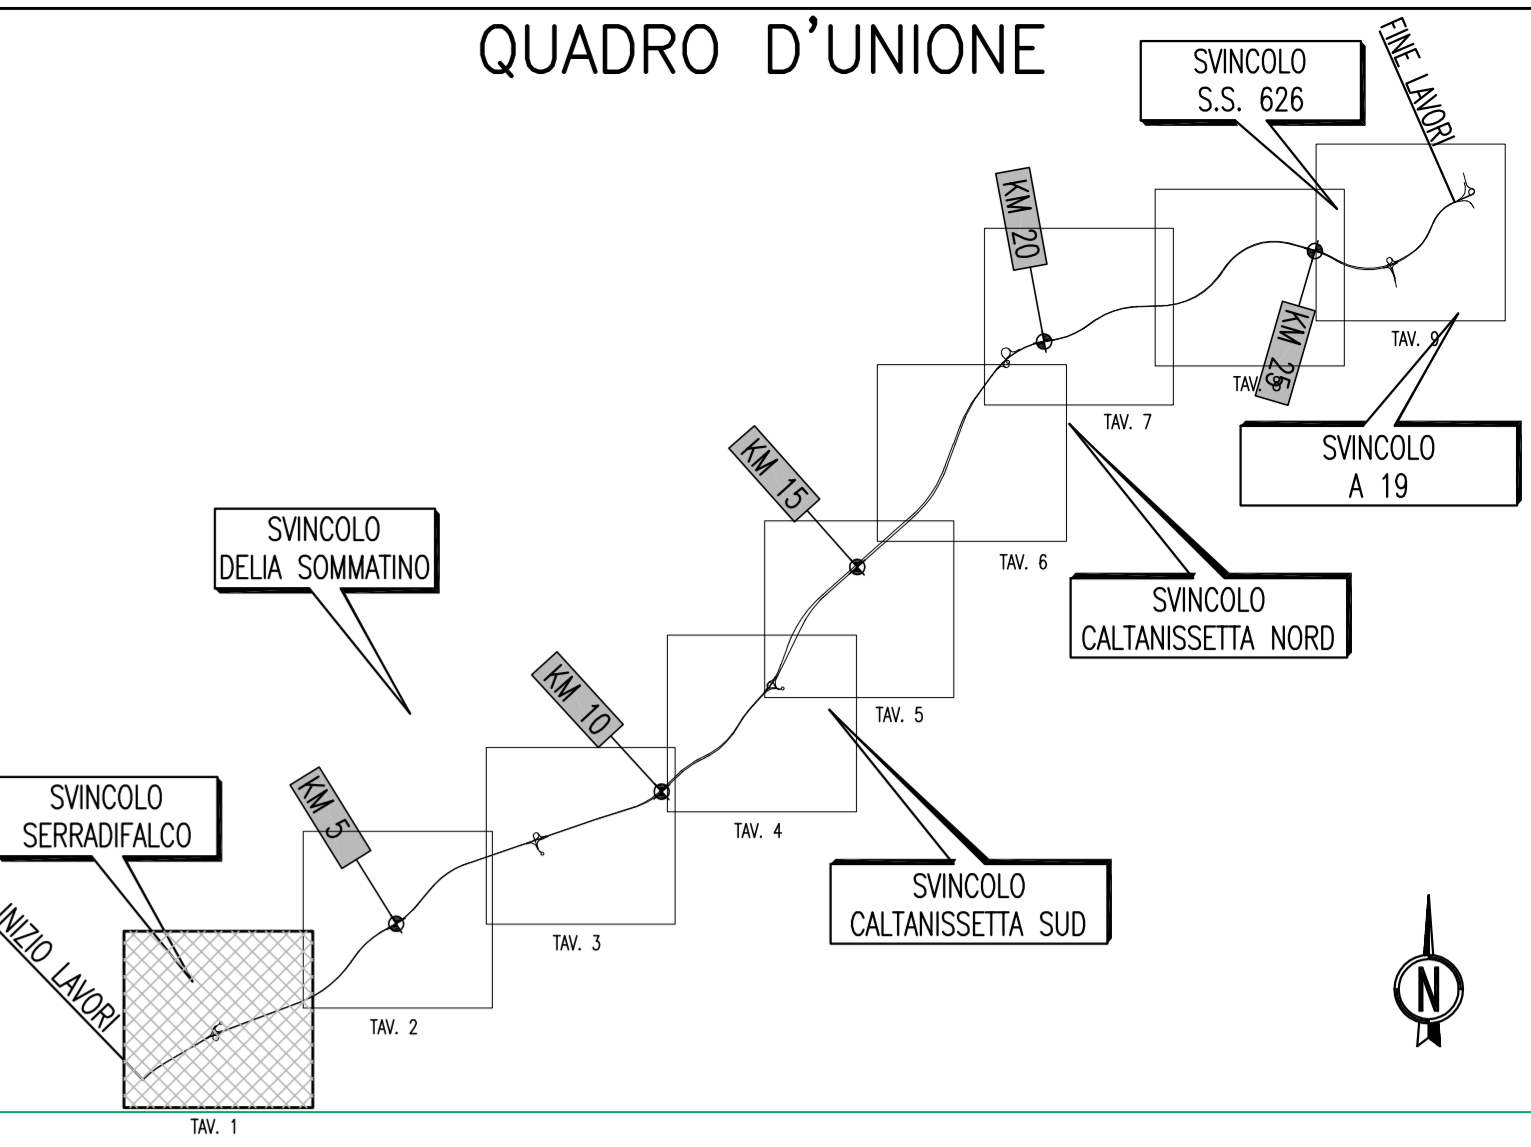 QUADRO D'UNIONE
SVINCOLO
S.S. 626
FINE LAVORI
KM 20
TAV. 9
KM 25
TAV. 8
TAV. 7
SVINCOLO
A 19
KM 15
SVINCOLO
DELIA SOMMATINO
TAV. 6
SVINCOLO
CALTANISSETTA NORD
KM 10
TAV. 5
SVINCOLO
SERRADIFALCO
KM 5
TAV. 4
SVINCOLO
CALTANISSETTA SUD
TAV. 3
INIZIO LAVORI
TAV. 2
N
TAV. 1